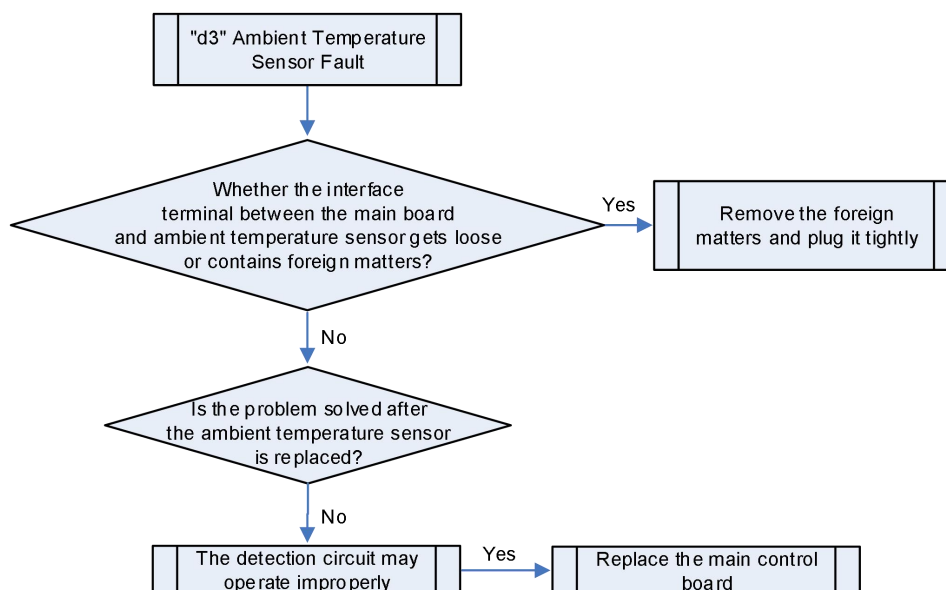 "d3" Ambient Temperature
Sensor Fault
Whether the interface
terminal between the main board
and ambient temperature sensor gets loose
or contains foreign matters?
Yes
Remove the foreign
matters and plug it tightly
No
Is the problem solved after
the ambient temperature sensor
is replaced?
No
The detection circuit may
operate improperly
Yes
Replace the main control
board